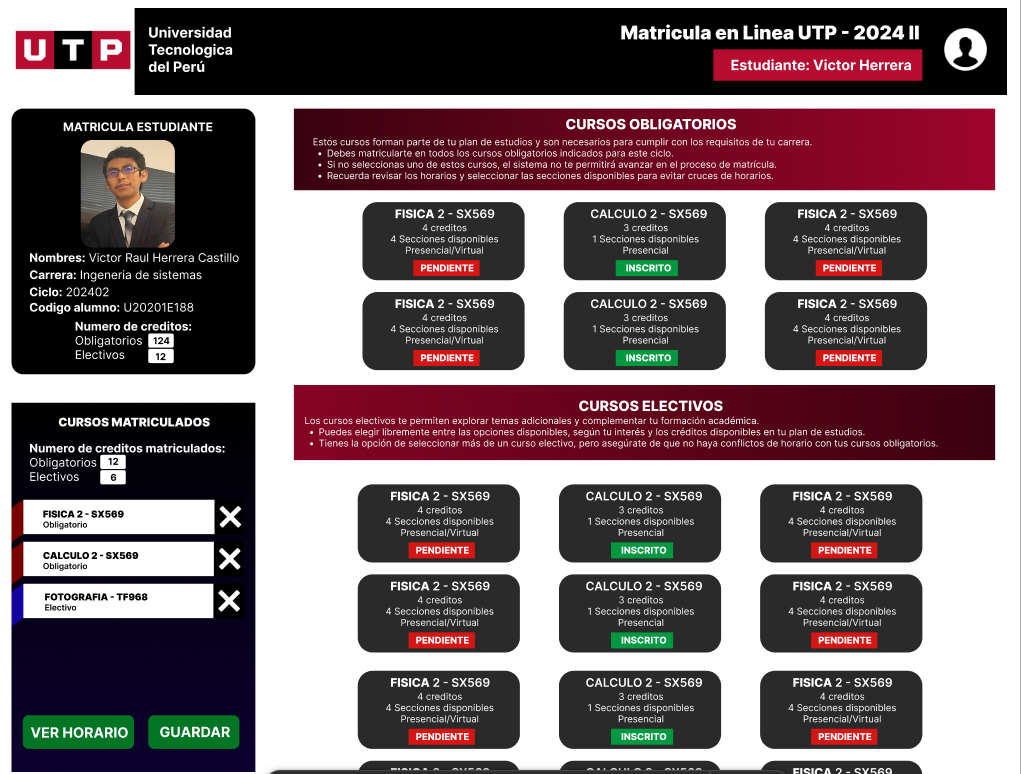 UTP
Universidad
Tecnologica
del Perú
Matricula en Linea UTP - 2024 II
Estudiante: Victor Herrera
MATRICULA ESTUDIANTE
Nombres: Victor Raul Herrera Castillo
Carrera: Ingeneria de sistemas
Ciclo: 202402
Codigo alumno: U20201E188
Numero de creditos:
Obligatorios 124
Electivos 12
CURSOS MATRICULADOS
Numero de creditos matriculados:
Obligatorios 12
Electivos 6
FISICA 2 - SX569
Obligatorio
CALCULO 2 - SX569
Obligatorio
FOTOGRAFIA - TF968
Electivo
VER HORARIO GUARDAR
CURSOS OBLIGATORIOS
Estos cursos forman parte de tu plan de estudios y son necesarios para cumplir con los requisitos de tu carrera.
• Debes matricularte en todos los cursos obligatorios indicados para este ciclo.
• Si no seleccionas uno de estos cursos, el sistema no te permitirá avanzar en el proceso de matrícula.
• Recuerda revisar los horarios y seleccionar las secciones disponibles para evitar cruces de horarios.
FISICA 2 - SX569
4 creditos
4 Secciones disponibles
Presencial/Virtual
PENDIENTE
CALCULO 2 - SX569
3 creditos
1 Secciones disponibles
Presencial
INSCRITO
FISICA 2 - SX569
4 creditos
4 Secciones disponibles
Presencial/Virtual
PENDIENTE
FISICA 2 - SX569
4 creditos
4 Secciones disponibles
Presencial/Virtual
PENDIENTE
CALCULO 2 - SX569
3 creditos
1 Secciones disponibles
Presencial
INSCRITO
FISICA 2 - SX569
4 creditos
4 Secciones disponibles
Presencial/Virtual
PENDIENTE
CURSOS ELECTIVOS
Los cursos electivos te permiten explorar temas adicionales y complementar tu formación académica.
• Puedes elegir libremente entre las opciones disponibles, según tu interés y los créditos disponibles en tu plan de estudios.
• Tienes la opción de seleccionar más de un curso electivo, pero asegúrate de que no haya conflictos de horario con tus cursos obligatorios.
FISICA 2 - SX569
4 creditos
4 Secciones disponibles
Presencial/Virtual
PENDIENTE
CALCULO 2 - SX569
3 creditos
1 Secciones disponibles
Presencial
INSCRITO
FISICA 2 - SX569
4 creditos
4 Secciones disponibles
Presencial/Virtual
PENDIENTE
FISICA 2 - SX569
4 creditos
4 Secciones disponibles
Presencial/Virtual
PENDIENTE
CALCULO 2 - SX569
3 creditos
1 Secciones disponibles
Presencial
INSCRITO
FISICA 2 - SX569
4 creditos
4 Secciones disponibles
Presencial/Virtual
PENDIENTE
FISICA 2 - SX569
4 creditos
4 Secciones disponibles
Presencial/Virtual
PENDIENTE
CALCULO 2 - SX569
3 creditos
1 Secciones disponibles
Presencial
INSCRITO
FISICA 2 - SX569
4 creditos
4 Secciones disponibles
Presencial/Virtual
PENDIENTE
FISICA 2 - SX569
CALCULO 2 - SX569
FISICA 2 - SX569